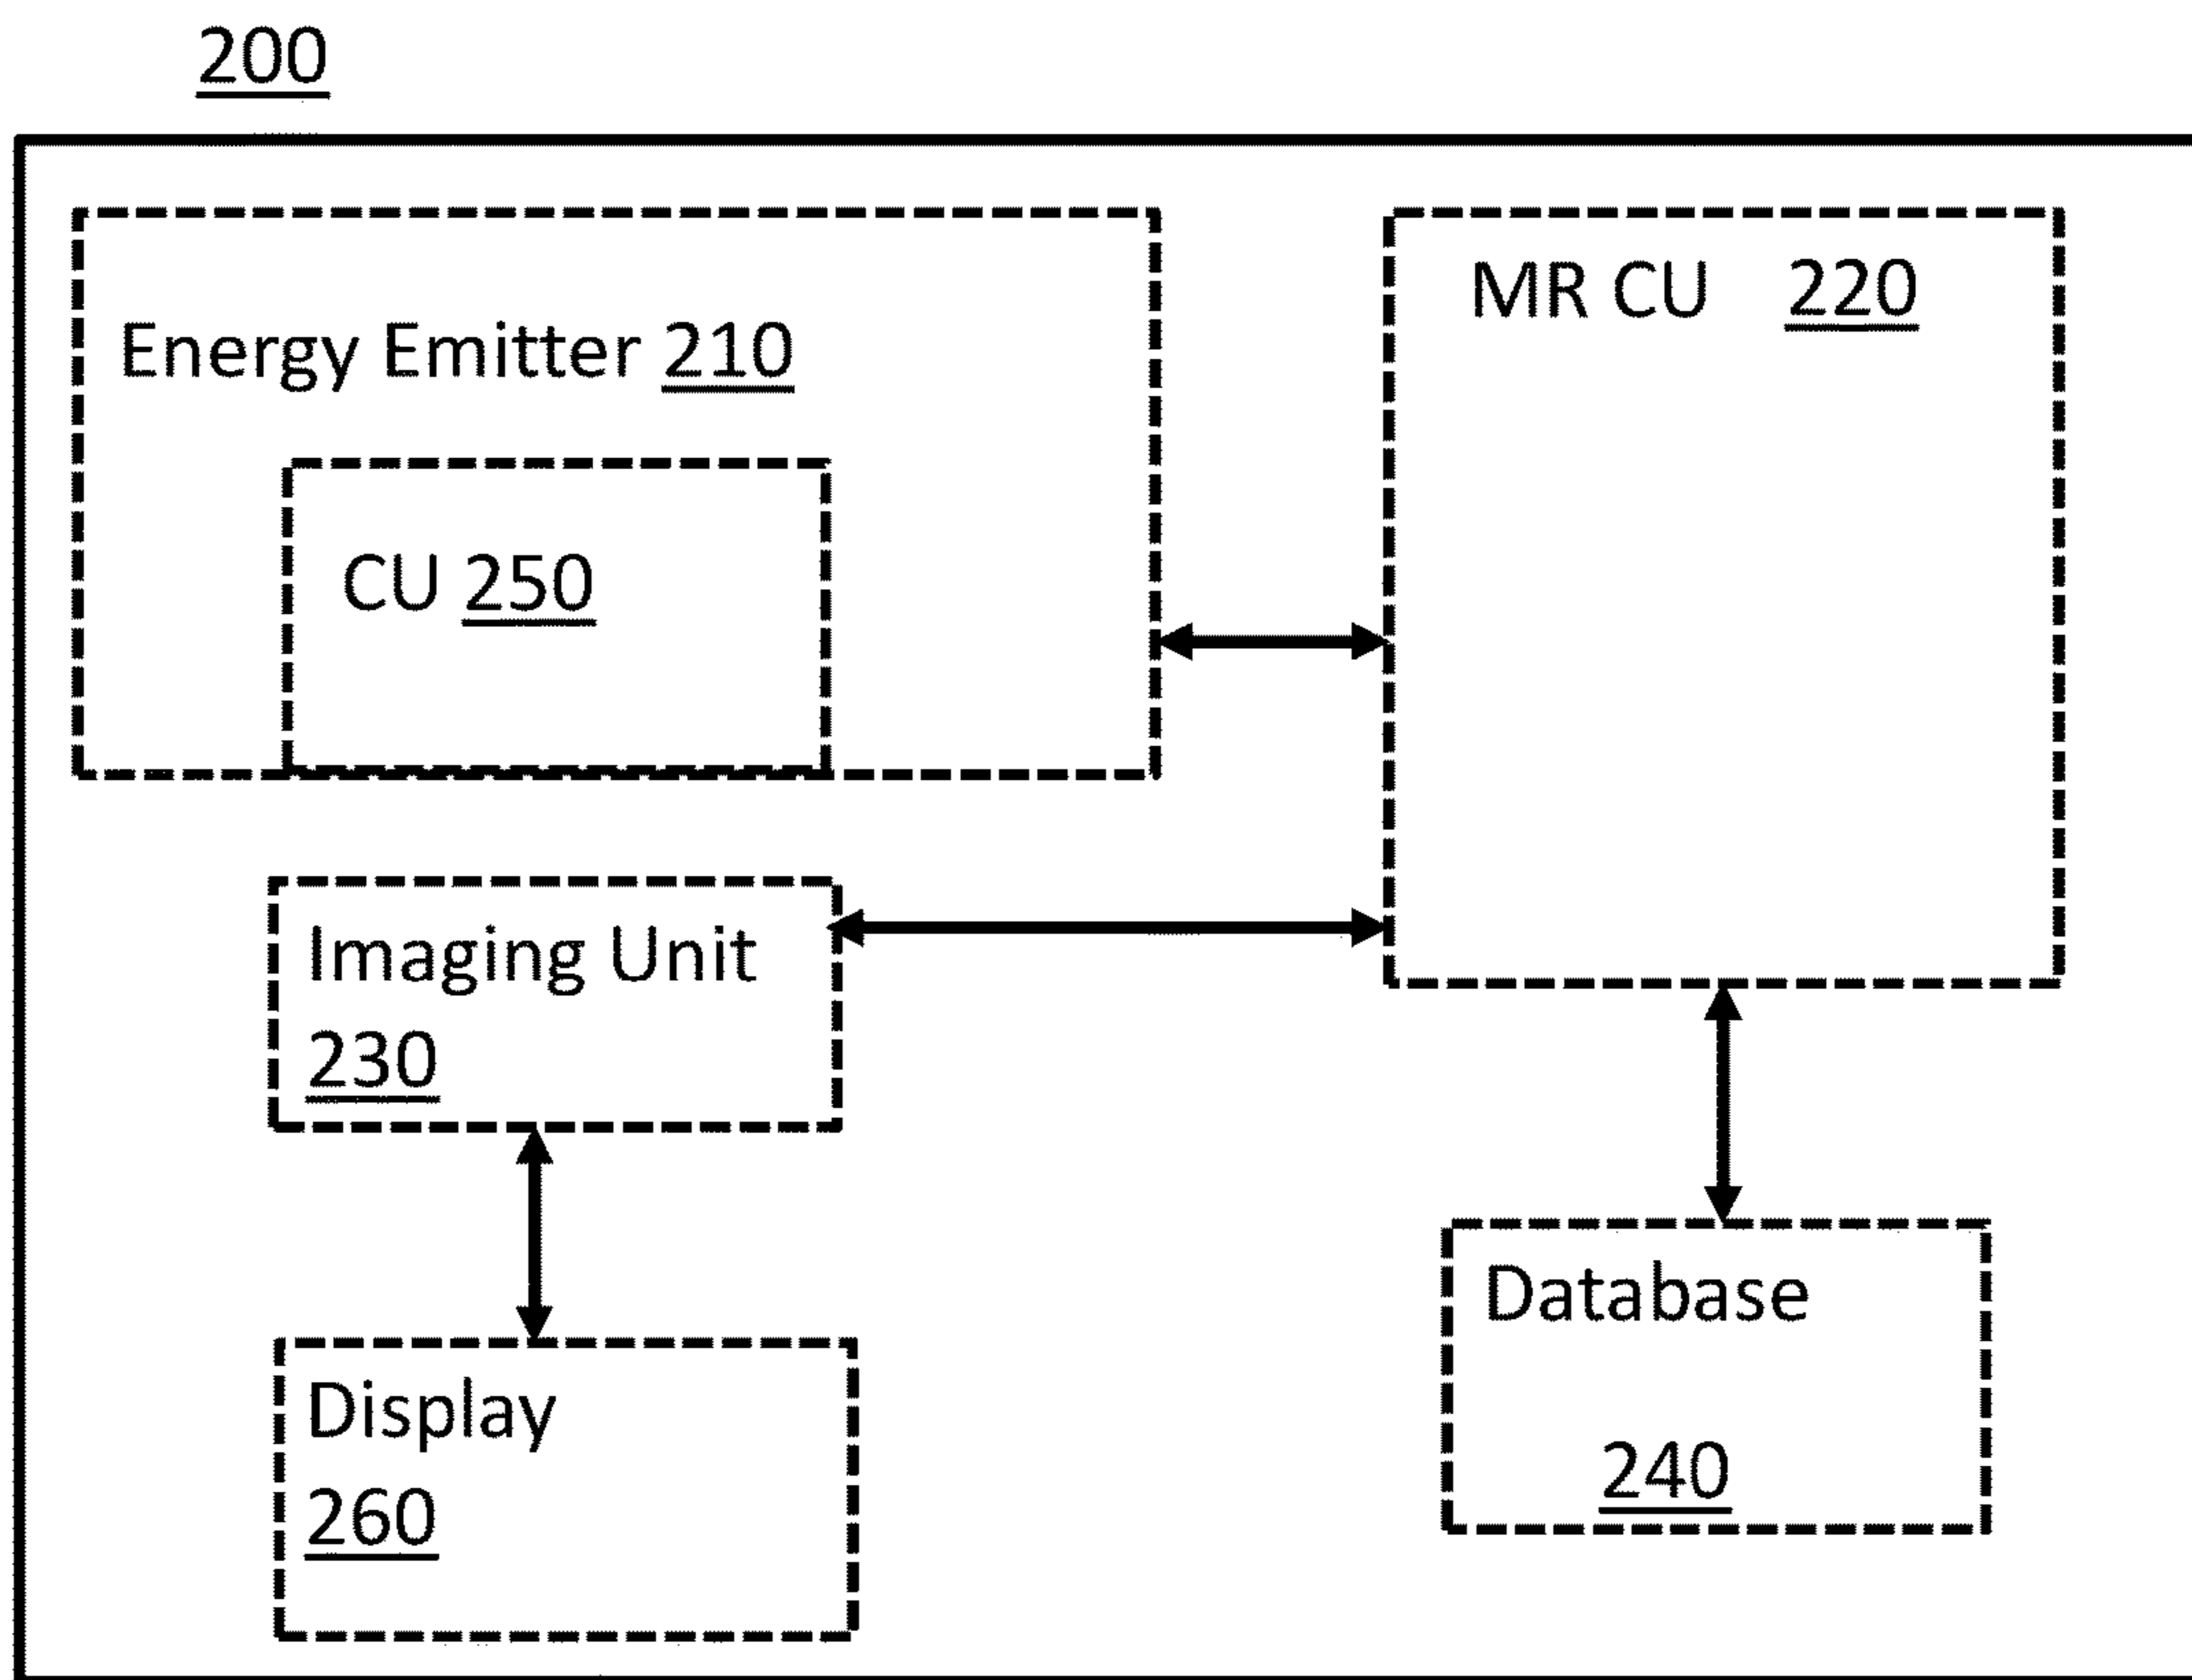 200
Energy Emitter 210
MR CU 220
CU 250
Imaging Unit
230
Database
240
Display
260